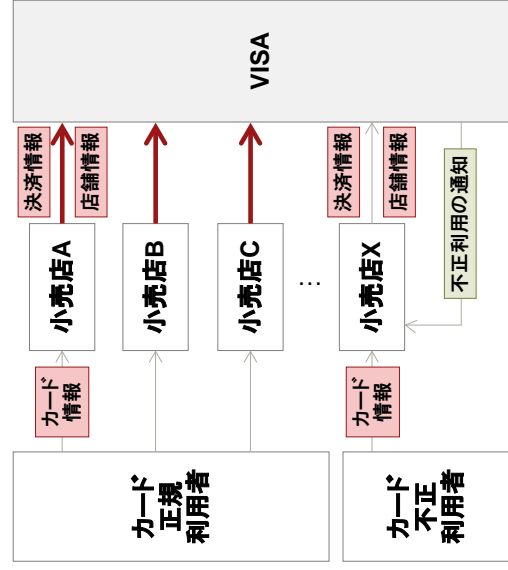 VISA
決済情報
店舗情報
決済情報
店舗情報
不正利用の通知
小売店A
小売店B
小売店C
…
小売店X
カード
情報
カード
情報
カード
正規
利用者
カード
不正
利用者